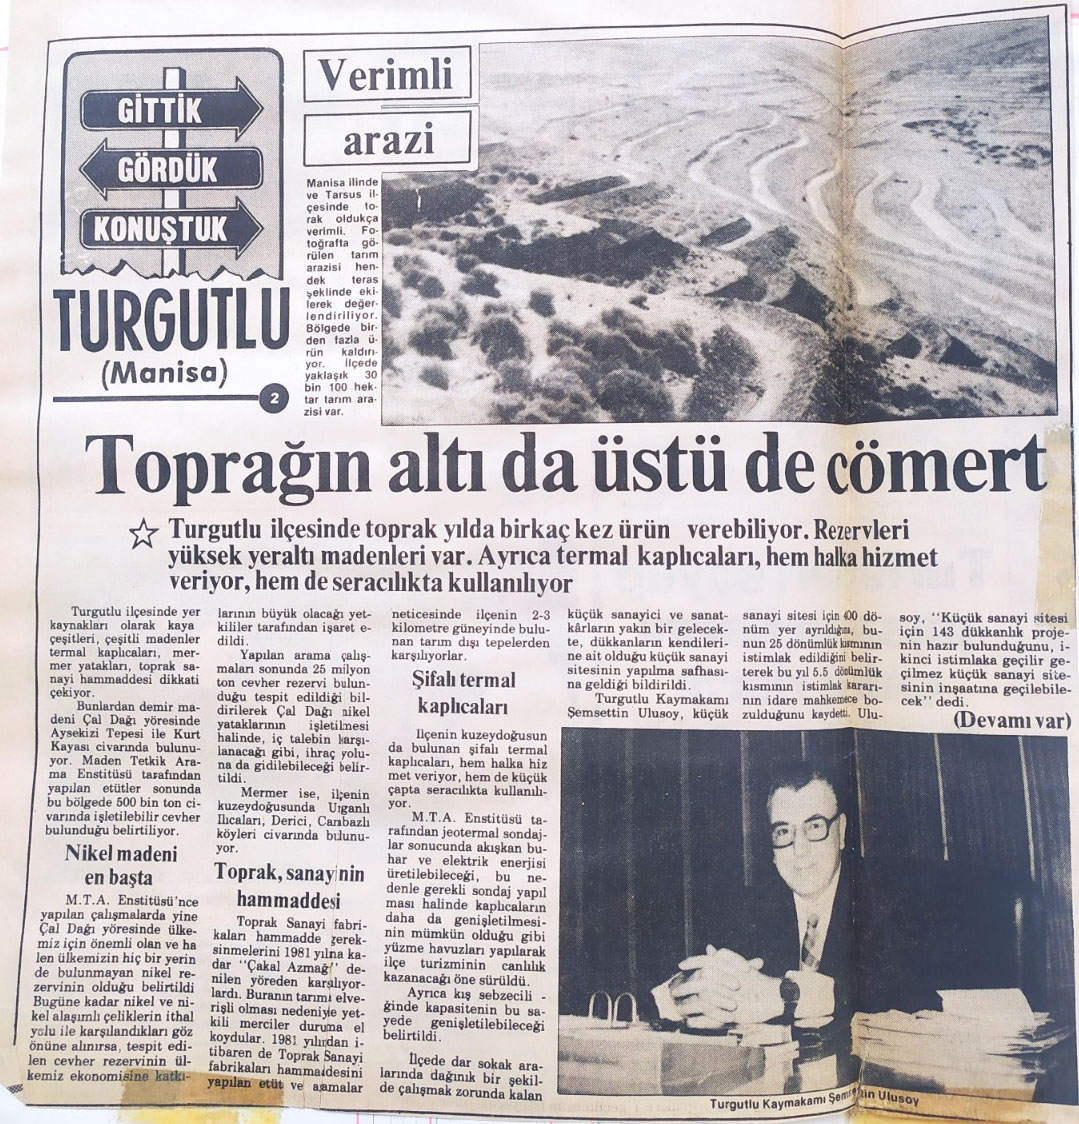 GİTTİK
GÖRDÜK
KONUŞTUK
TURGUTLU
(Manisa)
2
Verimli
arazi
Manisa ilinde
ve Tarsus il-
çesinde to-
rak oldukça
verimli. Fo-
toğrafta gö-
rülen tarım
arazisi hen-
dek teras
şeklinde eki-
lerek değer-
lendiriliyor.
Bölgede bir-
den fazla ü-
rün kaldırı-
yor. İlçede
yaklaşık 30
bin 100 hek-
tar tarım ara-
zisi var.
Toprağın altı da üstü de cömert
Turgutlu ilçesinde toprak yılda birkaç kez ürün verebiliyor. Rezervleri
yüksek yeraltı madenleri var. Ayrıca termal kaplıcaları, hem halka hizmet
veriyor, hem de seracılıkta kullanılıyor
Turgutlu ilçesinde yer
kaynakları olarak kaya
çeşitleri, çeşitli madenler
termal kaplıcaları, mer-
mer yatakları, toprak sa-
nayi hammaddesi dikkati
çekiyor.
Bunlardan demir ma-
deni Çal Dağı yöresinde
Aysekizi Tepesi ile Kurt
Kayası civarında bulunu-
yor. Maden Tetkik Ara-
ma Enstitüsü tarafından
yapılan etütler sonunda
bu bölgede 500 bin ton ci-
varında işletilebilir cevher
bulunduğu belirtiliyor.
Nikel madeni
en başta
M.T.A. Enstitüsü'nce
yapılan çalışmalarda yine
Çal Dağı yöresinde ülke-
miz için önemli olan ve ha
len ülkemizin hiç bir yerin
de bulunmayan nikel re-
zervinin olduğu belirtildi
Bugüne kadar nikel ve ni-
kel alaşımlı çeliklerin ithal
yolu ile karşılandıkları göz
önüne alınırsa, tespit edi-
len cevher rezervinin ül-
kemiz ekonomisine katkı-
larının büyük olacağı yet-
kililer tarafından işaret e-
dildi.
Yapılan arama çalış-
maları sonunda 25 milyon
ton cevher rezervi bulun-
duğu tespit edildiği bil-
dirilerek Çal Dağı nikel
yataklarının işletilmesi
halinde, iç talebin karşı-
lanacağı gibi, ihraç yolu-
na da gidilebileceği belir-
tildi.
Mermer ise, ilçenin
kuzeydoğusunda Urganlı
Ilıcaları, Derici, Canbazlı
köyleri civarında bulunu-
yor.
Toprak, sanayinin
hammaddesi
Toprak Sanayi fabri-
kaları hammadde gerek-
sinmelerini 1981 yılna ka-
dar "Çakal Azmağı" de-
nilen yöreden karşılıyor-
lardı. Buranın tarıma elve-
rişli olması nedeniyle yet-
kili merciler duruma el
koydular. 1981 yılından i-
tibaren de Toprak Sanayi
fabrikaları hammaddesini
yapılan etüt ve aramalar
neticesinde ilçenin 2-3
kilometre güneyinde bulu-
nan tarım dışı tepelerden
karşılıyorlar.
Şifalı termal
kaplıcaları
İlçenin kuzeydoğusun
da bulunan şifalı termal
kaplıcaları, hem halka hiz
met veriyor, hem de küçük
çapta seracılıkta kullanılı-
yor.
M.T.A. Enstitüsü ta-
rafından jeotermal sondaj-
lar sonucunda akışkan bu-
har ve elektrik enerjisi
üretilebileceği, bu ne-
denle gerekli sondaj yapıl
ması halinde kaplıcaların
daha da genişletilmesi-
nin mümkün olduğu gibi
yüzme havuzları yapılarak
ilçe turizminin canlılık
kazanacağı öne sürüldü.
Ayrıca kış sebzecili -
ğinde kapasitenin bu sa-
yede genişletilebileceği
belirtildi.
İlçede dar sokak ara-
larında dağınık bir şekil-
de çalışmak zorunda kalan
küçük sanayici ve sanat-
kârların yakın bir gelecek-
te, dükkanların kendileri-
ne ait olduğu küçük sanayi
sitesinin yapılma safhası-
na geldiği bildirildi.
Turgutlu Kaymakamı
Şemsettin Ulusoy, küçük
sanayi sitesi için 400 dö-
nüm yer ayrıldığını, bu-
nun 25 dönümlük kısmının
istimlak edildiğini belir-
terek bu yıl 5.5 dönümlük
kısmının istimlak kararı-
nın idare mahkemece bo-
zulduğunu kaydetti. Ulu-
soy, "Küçük sanayi sitesi
için 143 dükkanlık proje-
nin hazır bulunduğunu, i-
kinci istimlaka geçilir ge-
çilmez küçük sanayi site-
sinin inşaatına geçilebile-
cek" dedi.
(Devamı var)
Turgutlu Kaymakamı Şemsettin Ulusoy